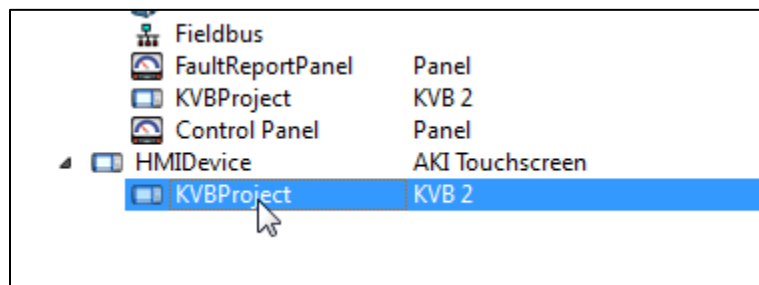 Fieldbus
FaultReportPanel Panel
KVBProject KVB 2
Control Panel Panel
HMIDevice AKI Touchscreen
KVBProject KVB 2